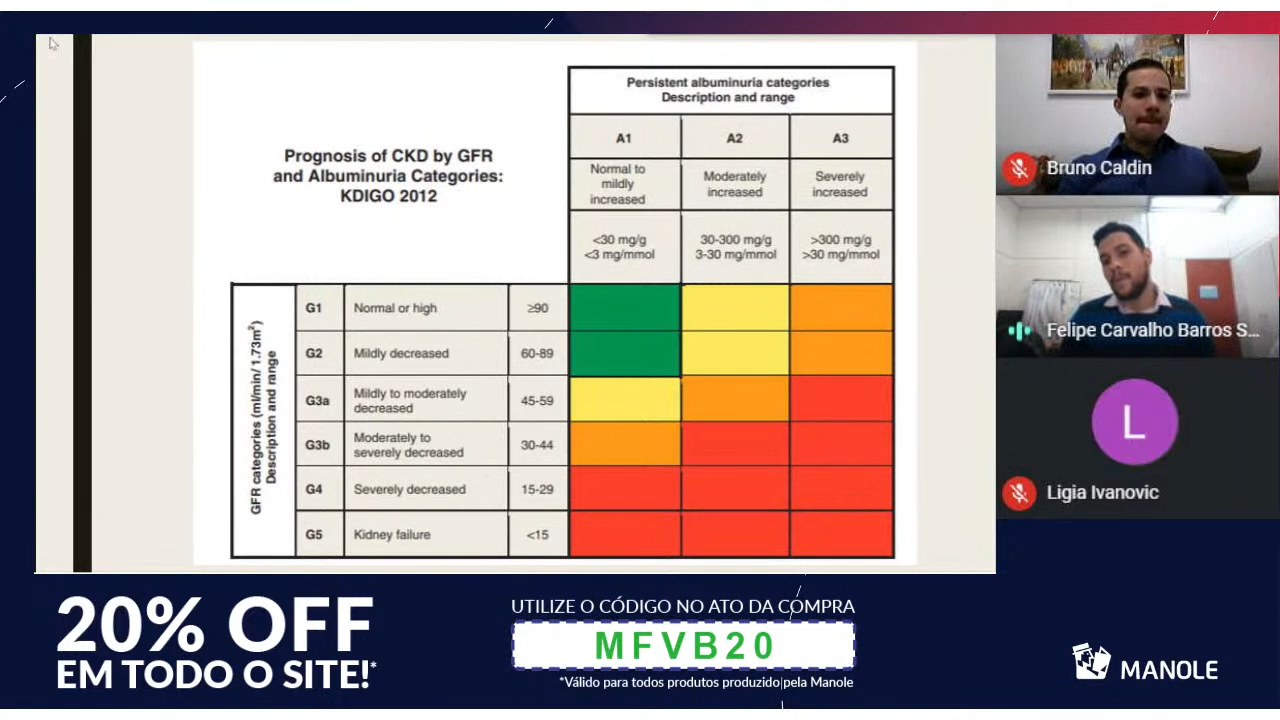 Persistent albuminuria categories
Description and range
Prognosis of CKD by GFR
and Albuminuria Categories:
KDIGO 2012
A1
A2
A3
Normal to
mildly
increased
Moderately
increased
Severely
increased
<30 mg/g
<3 mg/mmol
30-300 mg/g
3-30 mg/mmol
>300 mg/g
>30 mg/mmol
GFR categories (ml/min/ 1.73m²)
Description and range
G1
Normal or high
≥90
G2
Mildly decreased
60-89
G3a
Mildly to moderately
decreased
45-59
G3b
Moderately to
severely decreased
30-44
G4
Severely decreased
15-29
G5
Kidney failure
<15
Bruno Caldin
Felipe Carvalho Barros S...
L
Ligia Ivanovic
20% OFF
EM TODO O SITE!*
UTILIZE O CÓDIGO NO ATO DA COMPRA
MFVB20
*Válido para todos produtos produzido pela Manole
MANOLE